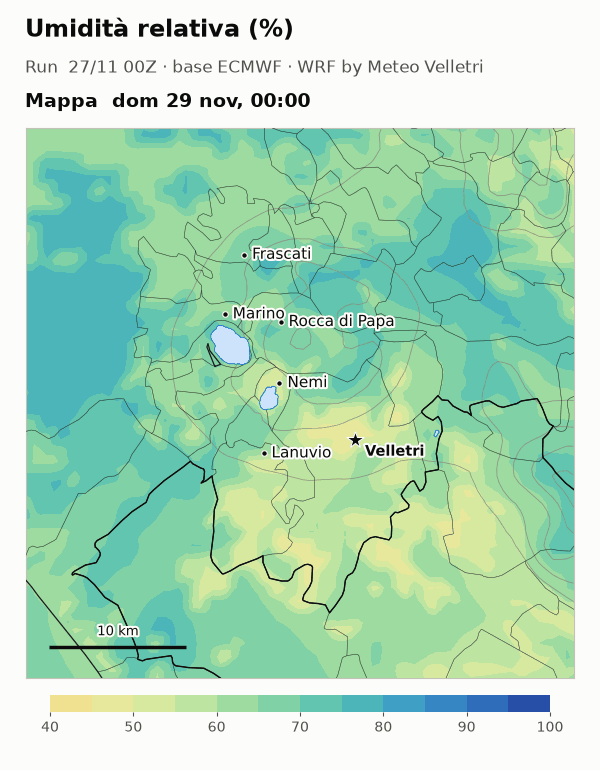 Umidità relativa (%)
Run  27/11 00Z · base ECMWF · WRF by Meteo Velletri
Mappa  dom 29 nov, 00:00
Frascati
Marino
Rocca di Papa
Nemi
Lanuvio
Velletri
10 km
40 50 60 70 80 90 100